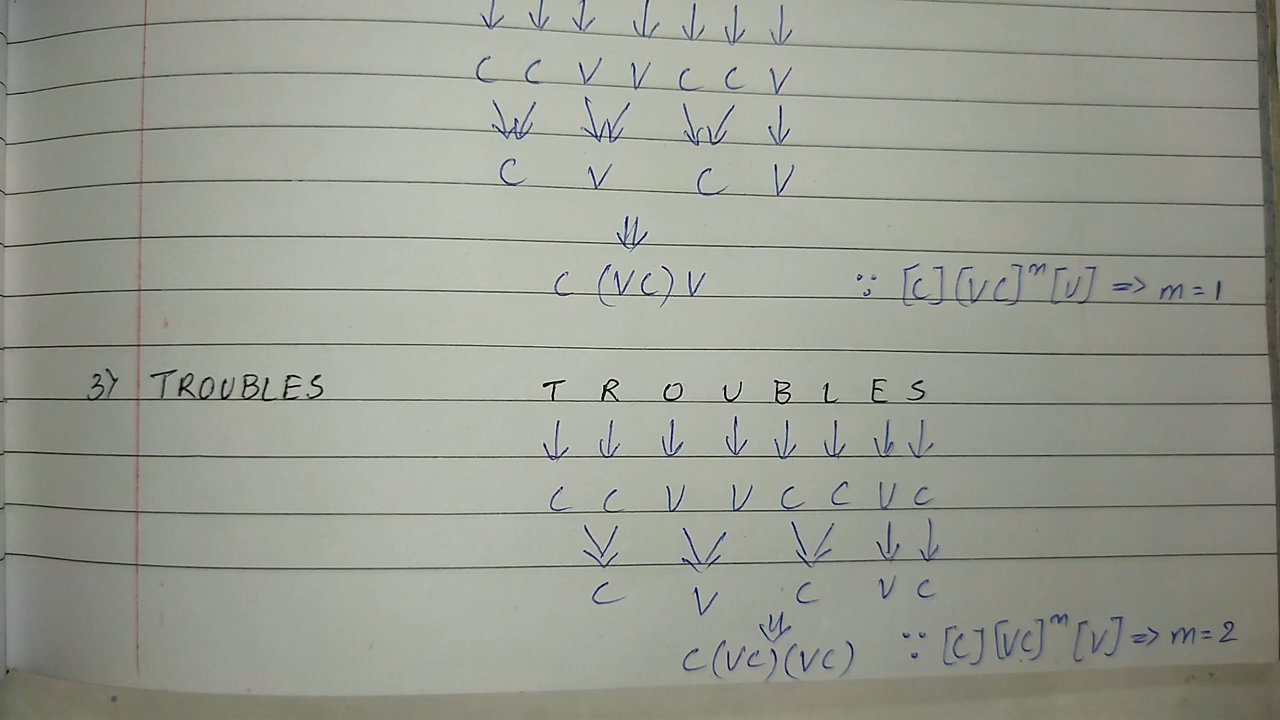 ↓ ↓ ↓ ↓ ↓ ↓ ↓
C C V V C C V
↓↓ ↓↓ ↓↓ ↓
C V C V
⇓
C (VC) V ∵ [C] [VC]^m [V] => m = 1
3) TROUBLES T R O U B L E S
↓ ↓ ↓ ↓ ↓ ↓ ↓ ↓
C C V V C C V C
↓ ↓ ↓ ↓ ↓
C V C V C
⇓
C (VC) (VC) ∵ [C] [VC]^m [V] => m = 2